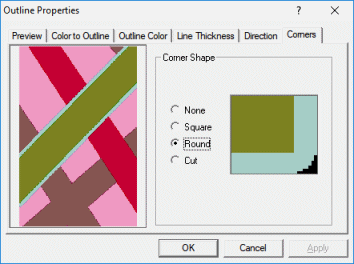 Outline Properties
Preview Color to Outline Outline Color Line Thickness Direction Corners
Corner Shape
None
Square
Round
Cut
OK Cancel Apply